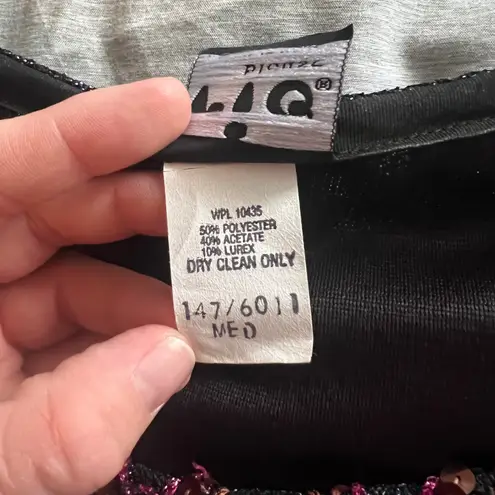 WPL 10435
50% POLYESTER
40% ACETATE
10% LUREX
DRY CLEAN ONLY
147/6011
MED